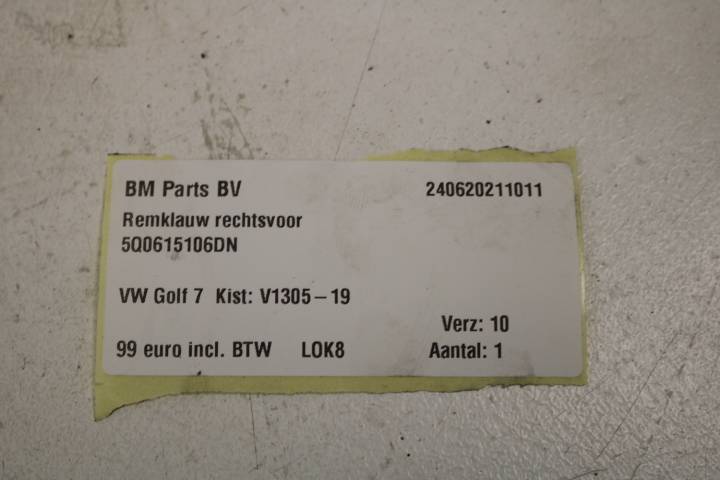 BM Parts BV 240620211011
Remklauw rechtsvoor
5Q0615106DN
VW Golf 7 Kist: V1305-19
Verz: 10
99 euro incl. BTW LOK8 Aantal: 1